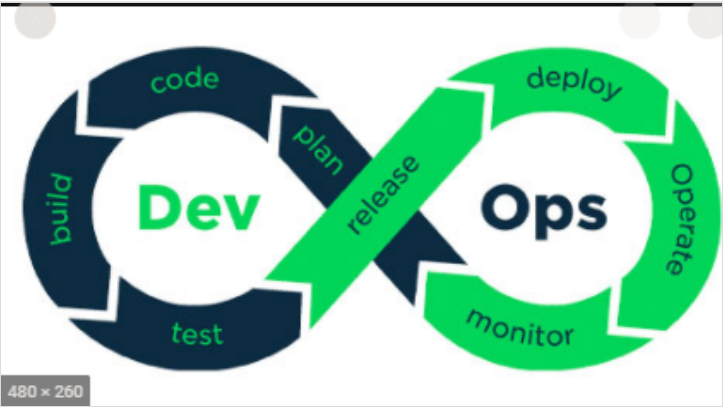 code
deploy
plan
release
build
Dev
Ops
Operate
test
monitor
480 × 260